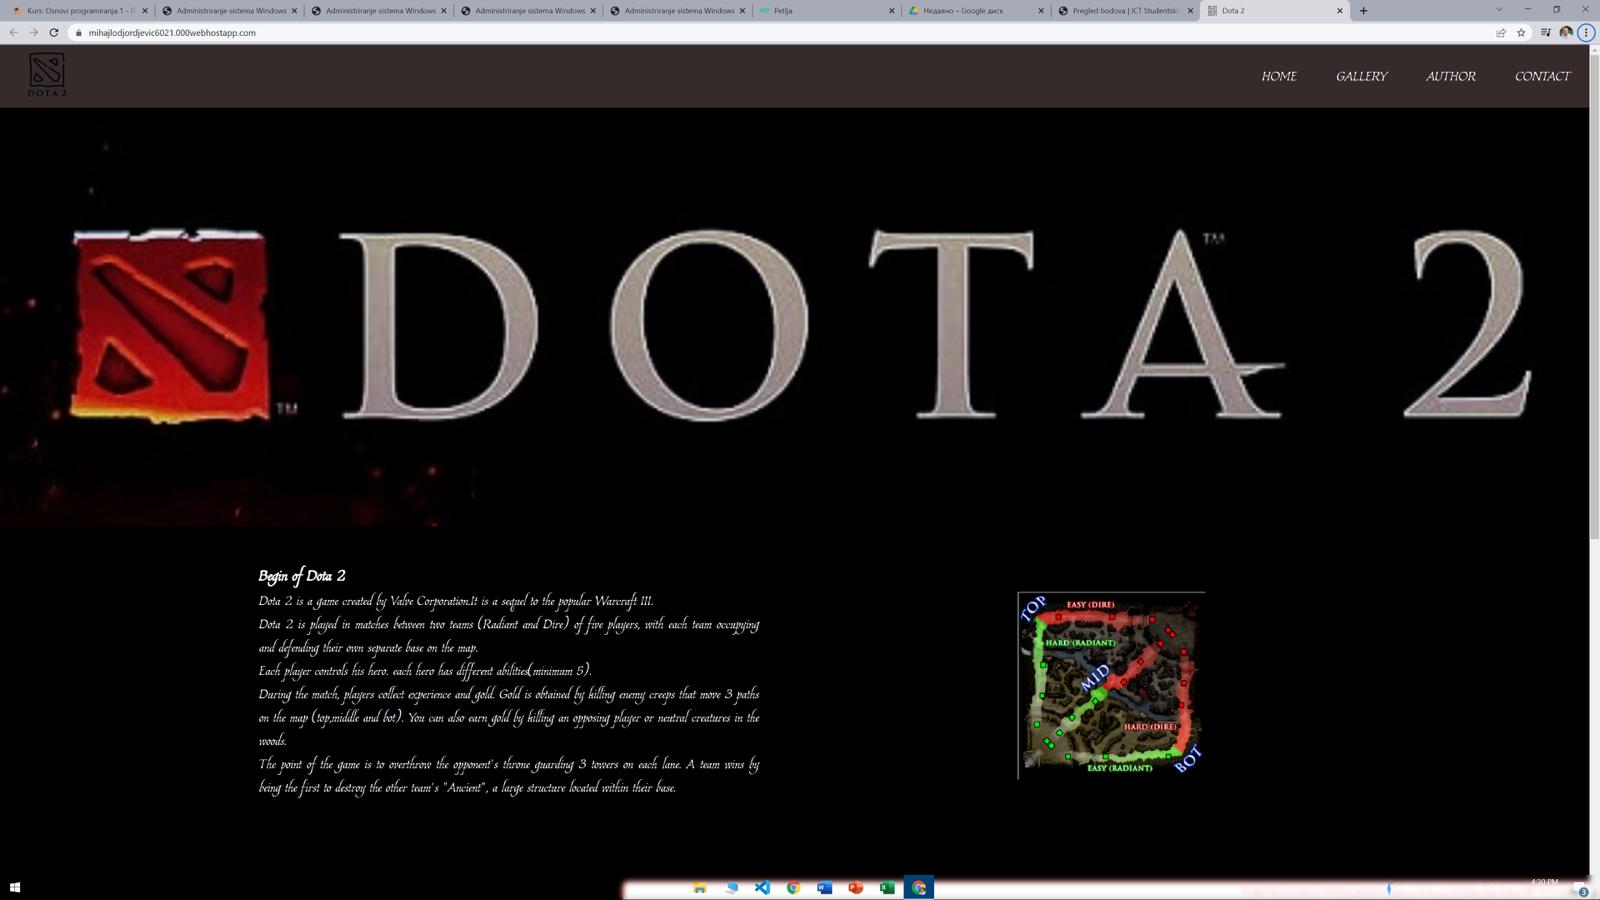 Kurs: Osnovi programiranja 1 -
Administriranje sistema Windows
Administriranje sistema Windows
Administriranje sistema Windows
Administriranje sistema Windows
Petlja
Недавно – Google диск
Pregled bodova | ICT Studentski
Dota 2
mihajlodjordjevic6021.000webhostapp.com
DOTA 2
HOME
GALLERY
AUTHOR
CONTACT
DOTA 2
TM
TM
Begin of Dota 2
Dota 2 is a game created by Valve Corporation.It is a sequel to the popular Warcraft III.
Dota 2 is played in matches between two teams (Radiant and Dire) of five players, with each team occupying
and defending their own separate base on the map.
Each player controls his hero. each hero has different abilities(minimum 5).
During the match, players collect experience and gold. Gold is obtained by killing enemy creeps that move 3 paths
on the map (top,middle and bot). You can also earn gold by killing an opposing player or neutral creatures in the
woods.
The point of the game is to overthrow the opponent's throne guarding 3 towers on each lane. A team wins by
being the first to destroy the other team's "Ancient", a large structure located within their base.
TOP
EASY (DIRE)
HARD (RADIANT)
MID
HARD (DIRE)
EASY (RADIANT)
BOT
4:30 PM
3